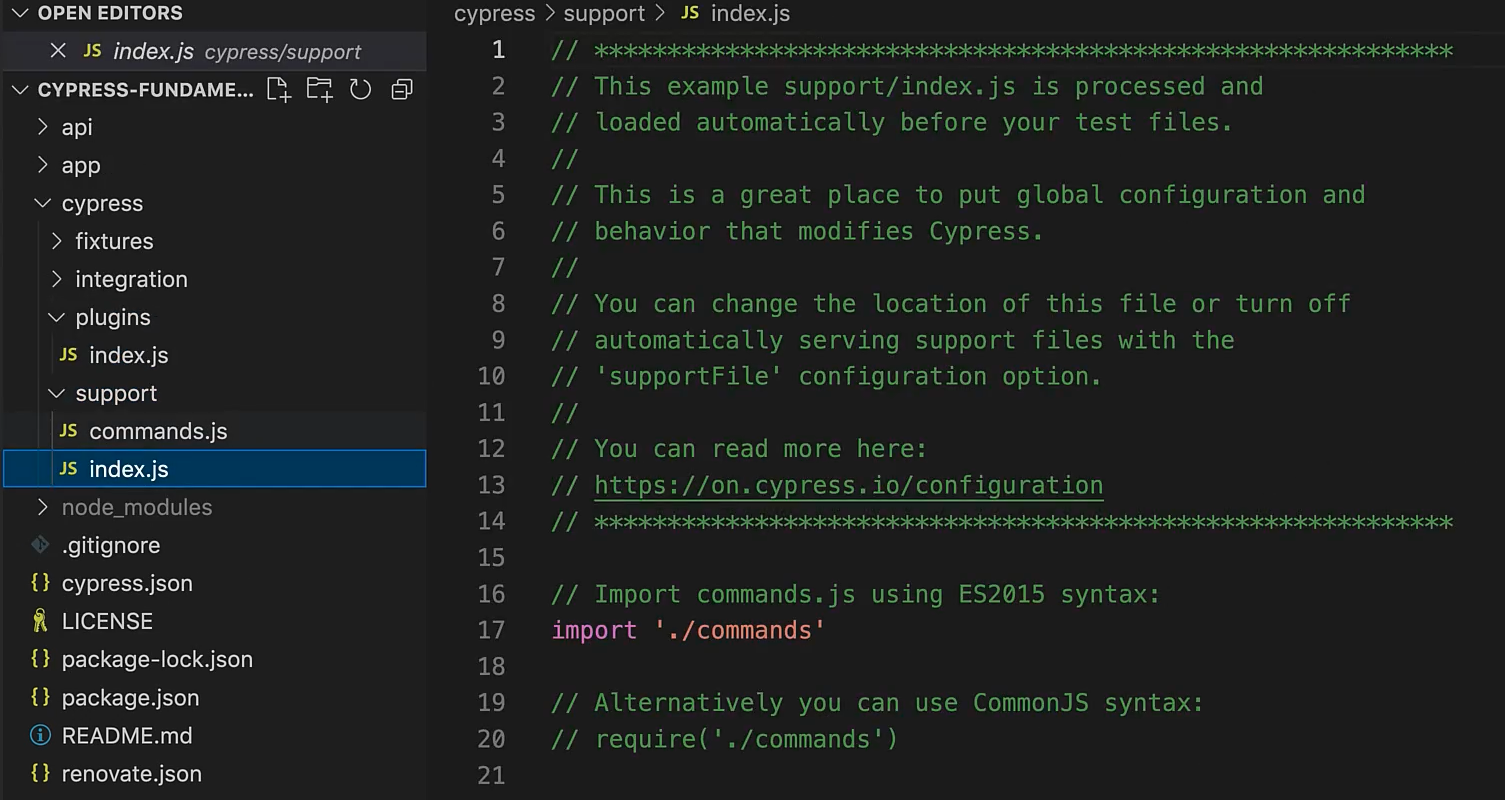 OPEN EDITORS
JS index.js cypress/support
CYPRESS-FUNDAME...
api
app
cypress
fixtures
integration
plugins
JS index.js
support
JS commands.js
JS index.js
node_modules
.gitignore
{} cypress.json
LICENSE
{} package-lock.json
{} package.json
README.md
{} renovate.json
cypress > support > JS index.js
1 // ***********************************************************
2 // This example support/index.js is processed and
3 // loaded automatically before your test files.
4 //
5 // This is a great place to put global configuration and
6 // behavior that modifies Cypress.
7 //
8 // You can change the location of this file or turn off
9 // automatically serving support files with the
10 // 'supportFile' configuration option.
11 //
12 // You can read more here:
13 // https://on.cypress.io/configuration
14 // ***********************************************************
15
16 // Import commands.js using ES2015 syntax:
17 import './commands'
18
19 // Alternatively you can use CommonJS syntax:
20 // require('./commands')
21